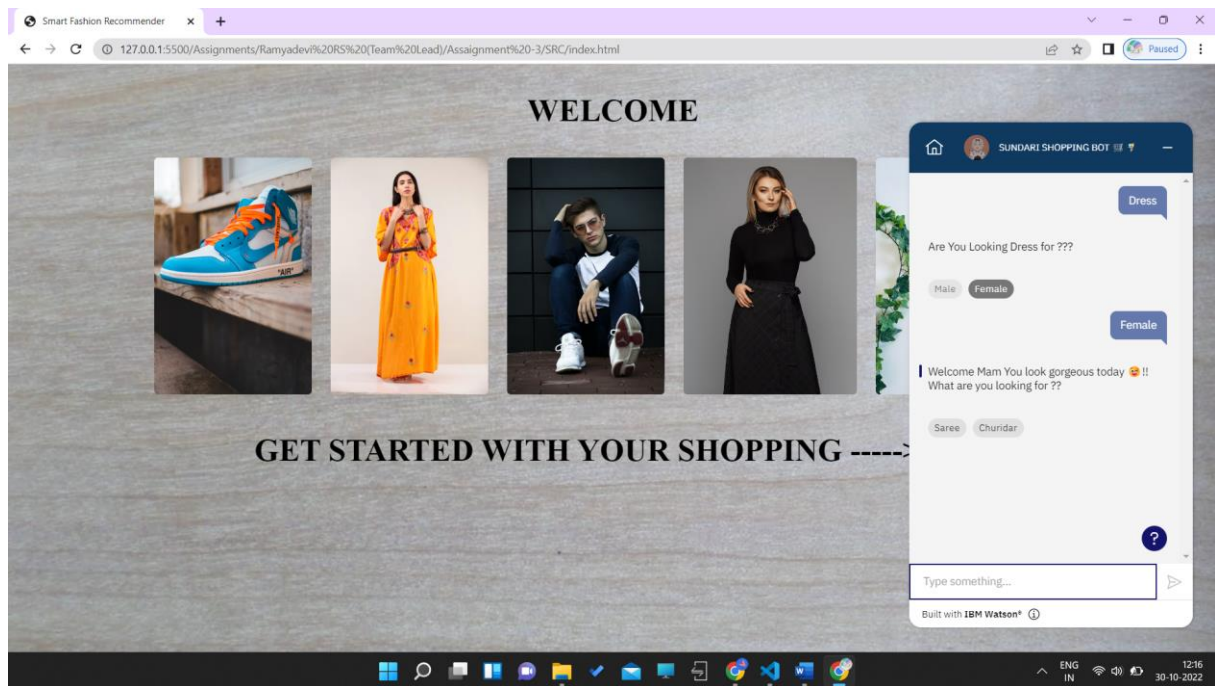 Smart Fashion Recommender
127.0.0.1:5500/Assignments/Ramyadevi%20RS%20(Team%20Lead)/Assaignment%20-3/SRC/index.html
Paused
WELCOME
"AIR"
GET STARTED WITH YOUR SHOPPING ----->
SUNDARI SHOPPING BOT
Dress
Are You Looking Dress for ???
Male Female
Female
Welcome Mam You look gorgeous today 🥰 !!
What are you looking for ??
Saree Churidar
?
Type something...
Built with IBM Watson®
ENG
IN
12:16
30-10-2022